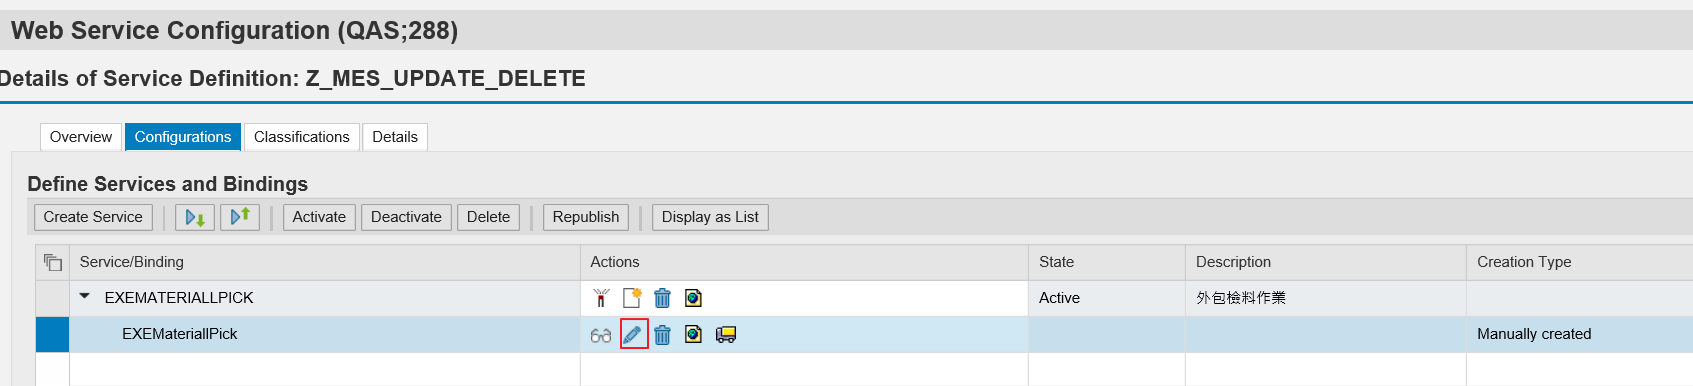 Web Service Configuration (QAS;288)
Details of Service Definition: Z_MES_UPDATE_DELETE
Overview Configurations Classifications Details
Define Services and Bindings
Create Service Activate Deactivate Delete Republish Display as List
Service/Binding Actions State Description Creation Type
EXEMATERIALLPICK Active 外包檢料作業
EXEMateriallPick Manually created